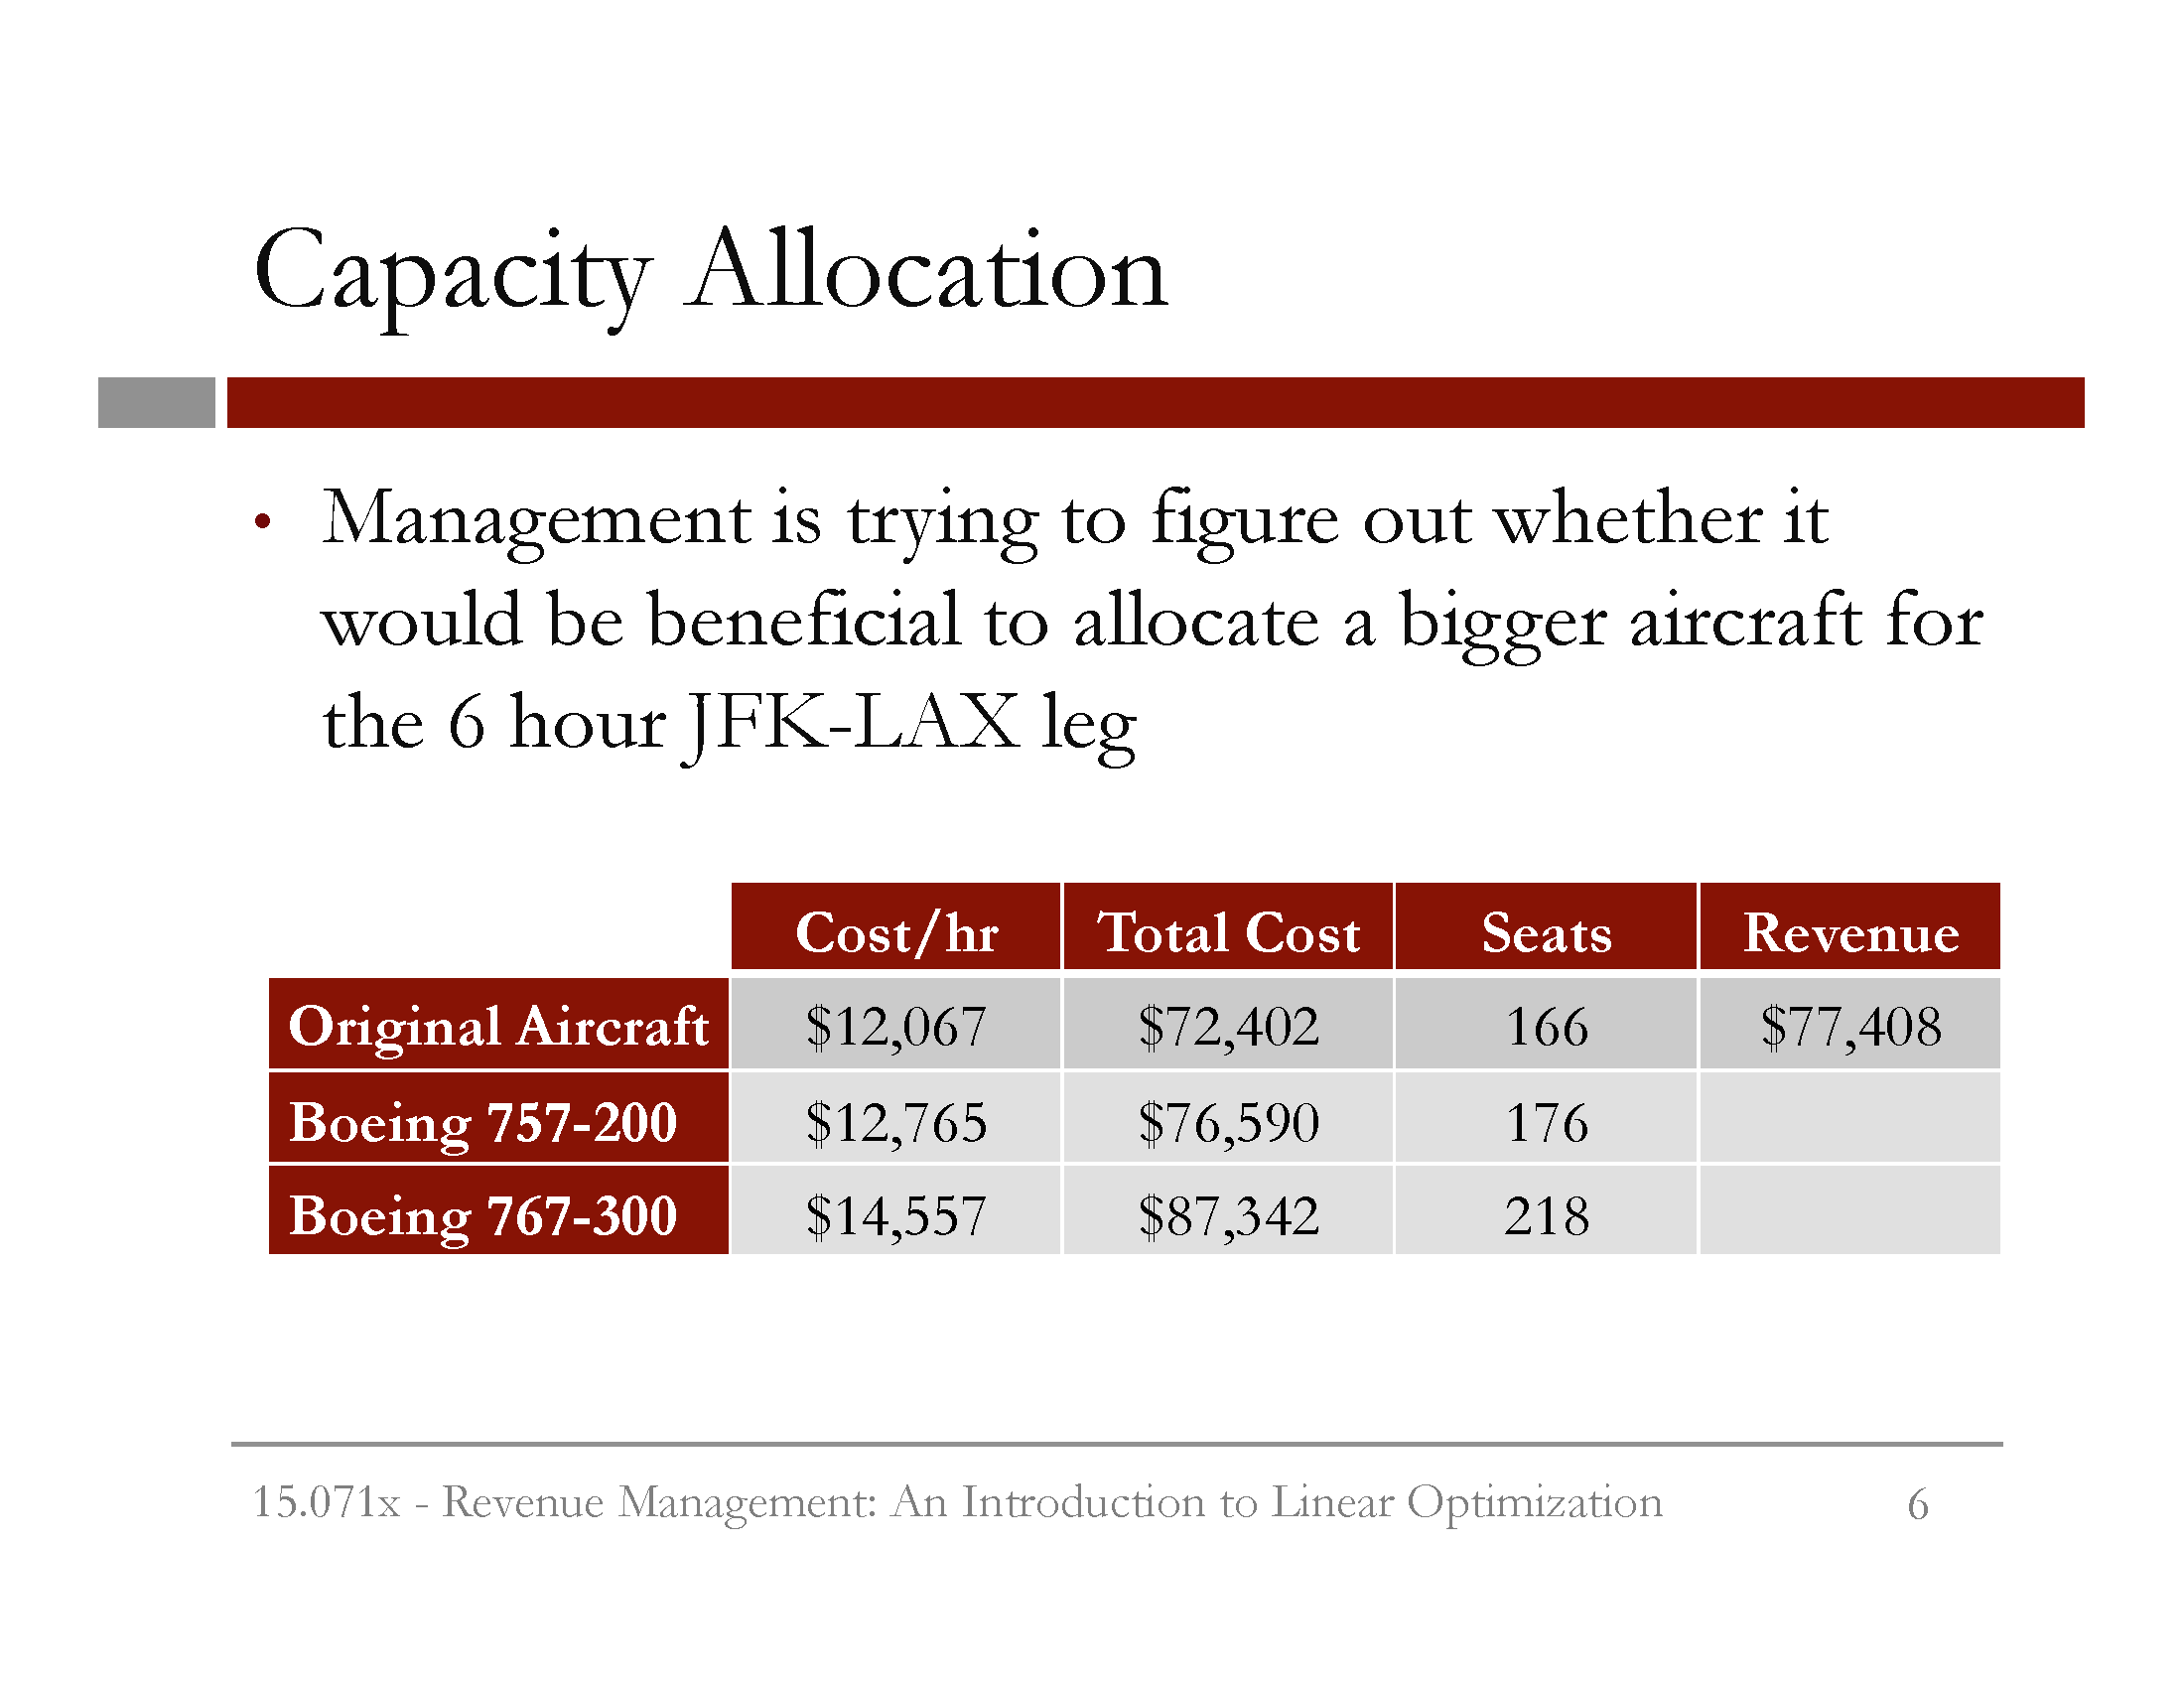 Capacity Allocation
• Management is trying to figure out whether it
would be beneficial to allocate a bigger aircraft for
the 6 hour JFK-LAX leg
Cost/hr Total Cost Seats Revenue
Original Aircraft $12,067 $72,402 166 $77,408
Boeing 757-200 $12,765 $76,590 176
Boeing 767-300 $14,557 $87,342 218
15.071x - Revenue Management: An Introduction to Linear Optimization 6